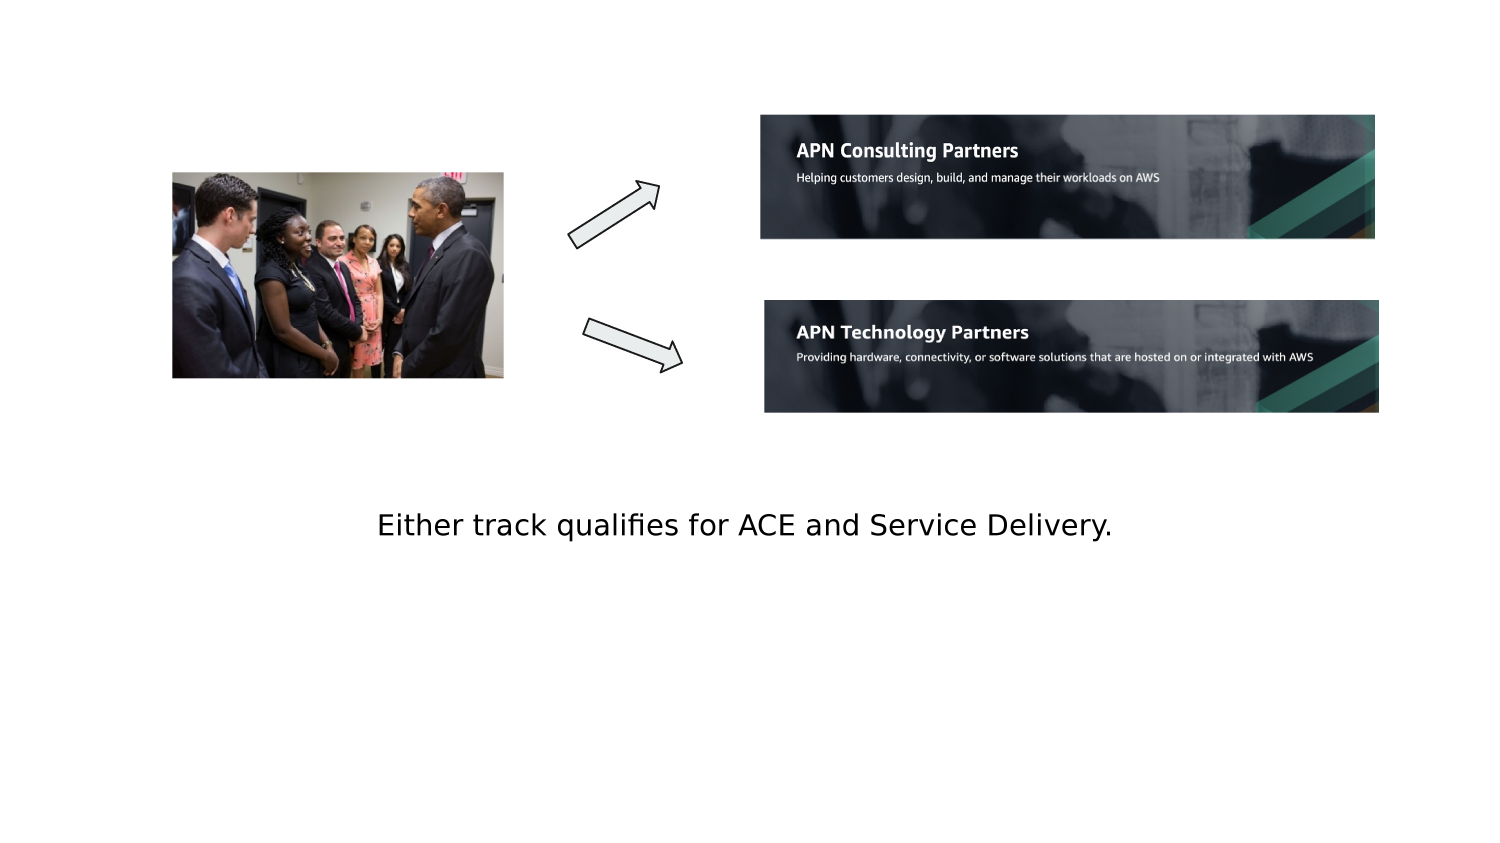 APN Consulting Partners
Helping customers design, build, and manage their workloads on AWS
APN Technology Partners
Providing hardware, connectivity, or software solutions that are hosted on or integrated with AWS
Either track qualifies for ACE and Service Delivery.